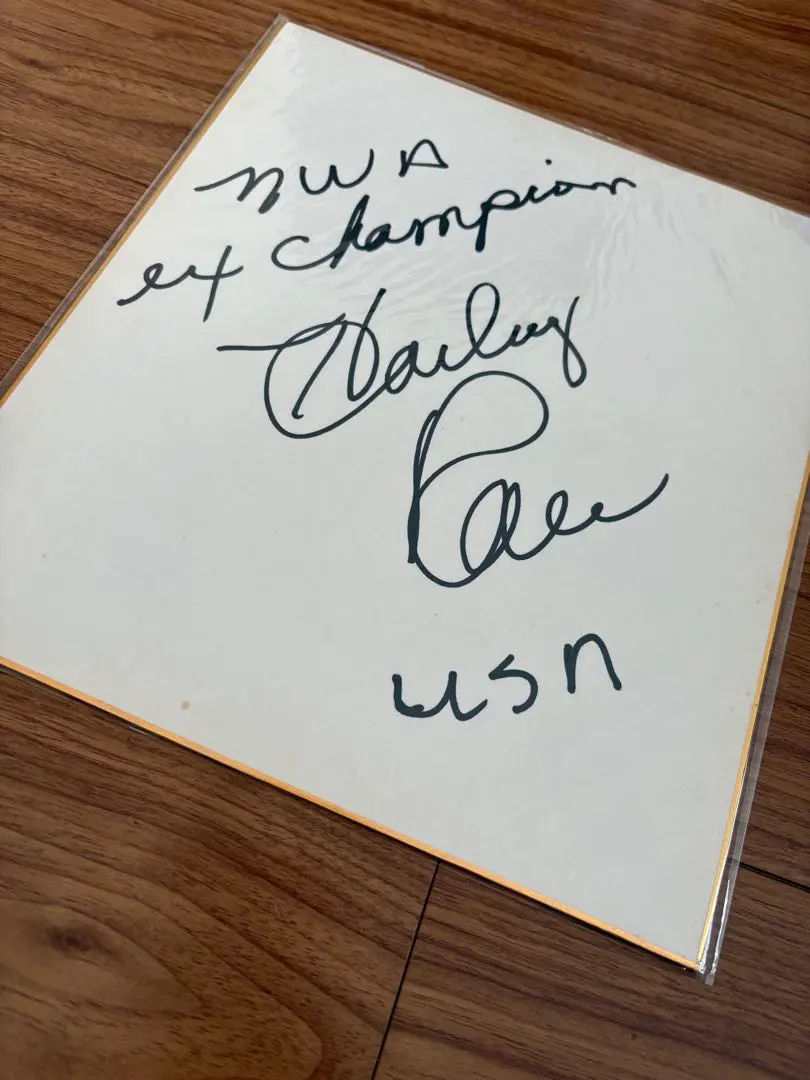 NWA
ex Champion
Harley
Race
USA